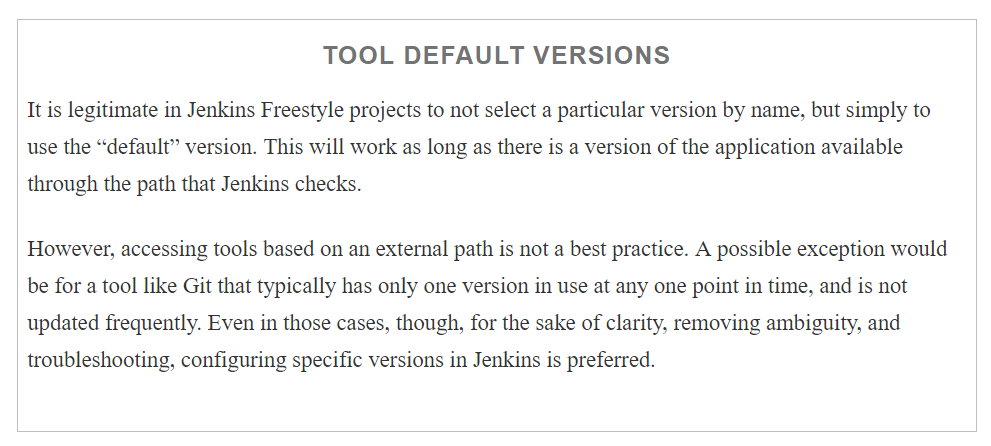 TOOL DEFAULT VERSIONS
It is legitimate in Jenkins Freestyle projects to not select a particular version by name, but simply to
use the “default” version. This will work as long as there is a version of the application available
through the path that Jenkins checks.
However, accessing tools based on an external path is not a best practice. A possible exception would
be for a tool like Git that typically has only one version in use at any one point in time, and is not
updated frequently. Even in those cases, though, for the sake of clarity, removing ambiguity, and
troubleshooting, configuring specific versions in Jenkins is preferred.